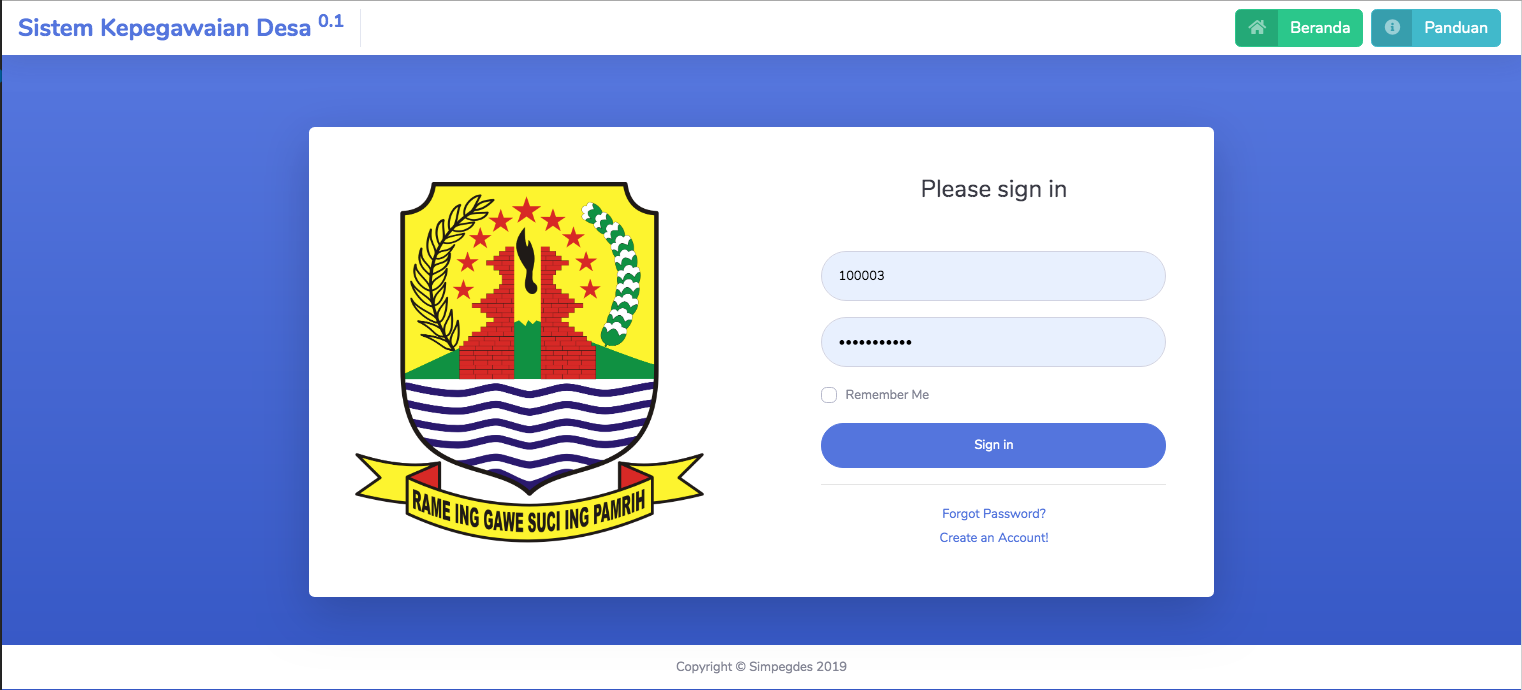 Sistem Kepegawaian Desa 0.1
Beranda
Panduan
Please sign in
100003
•••••••••••
Remember Me
Sign in
Forgot Password?
Create an Account!
RAME ING GAWE SUCI ING PAMRIH
Copyright © Simpegdes 2019